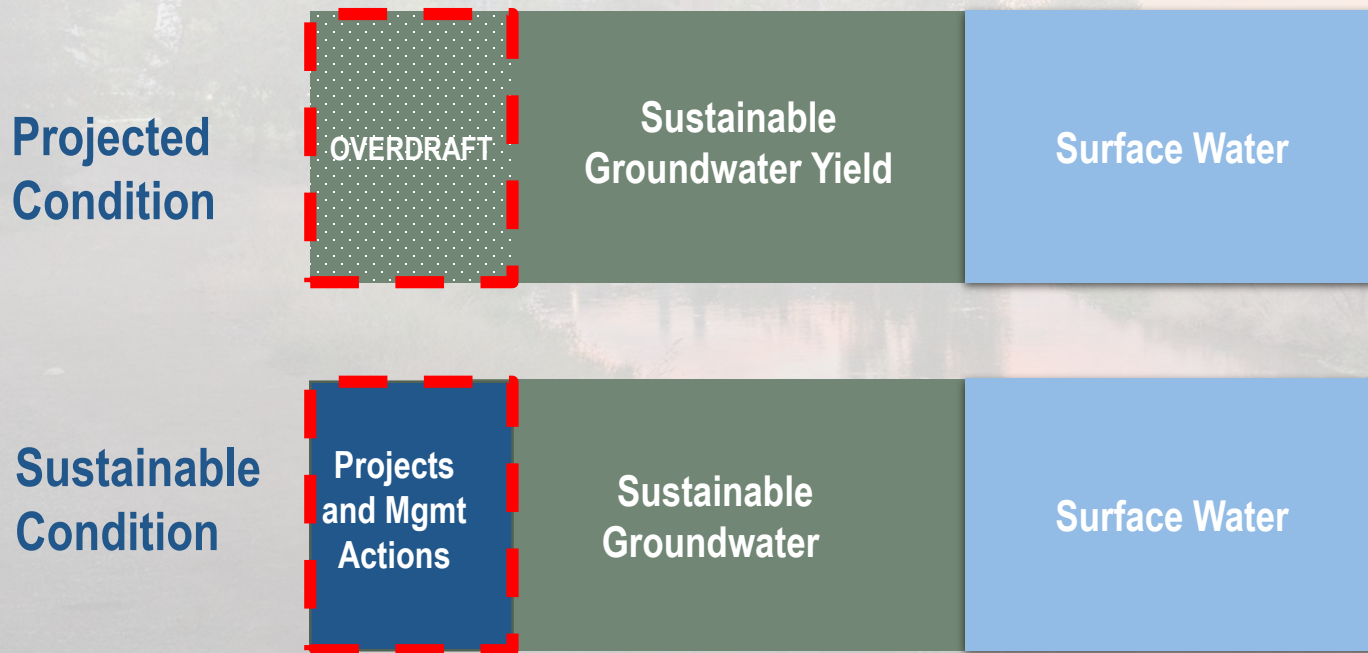 Projected
Condition
OVERDRAFT
Sustainable
Groundwater Yield
Surface Water
Sustainable
Condition
Projects
and Mgmt
Actions
Sustainable
Groundwater
Surface Water